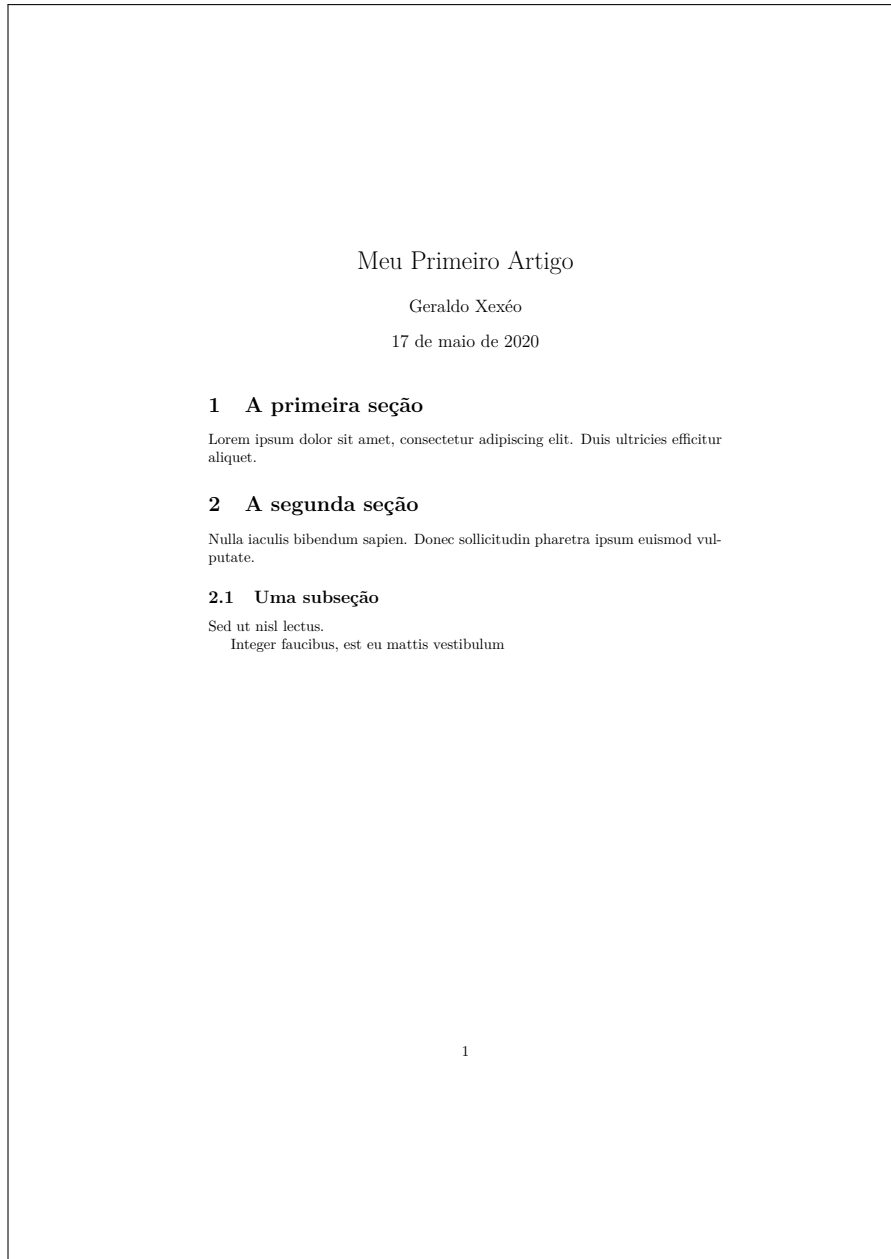 Meu Primeiro Artigo
Geraldo Xexéo
17 de maio de 2020
1 A primeira seção
Lorem ipsum dolor sit amet, consectetur adipiscing elit. Duis ultricies efficitur
aliquet.
2 A segunda seção
Nulla iaculis bibendum sapien. Donec sollicitudin pharetra ipsum euismod vul-
putate.
2.1 Uma subseção
Sed ut nisl lectus.
Integer faucibus, est eu mattis vestibulum
1